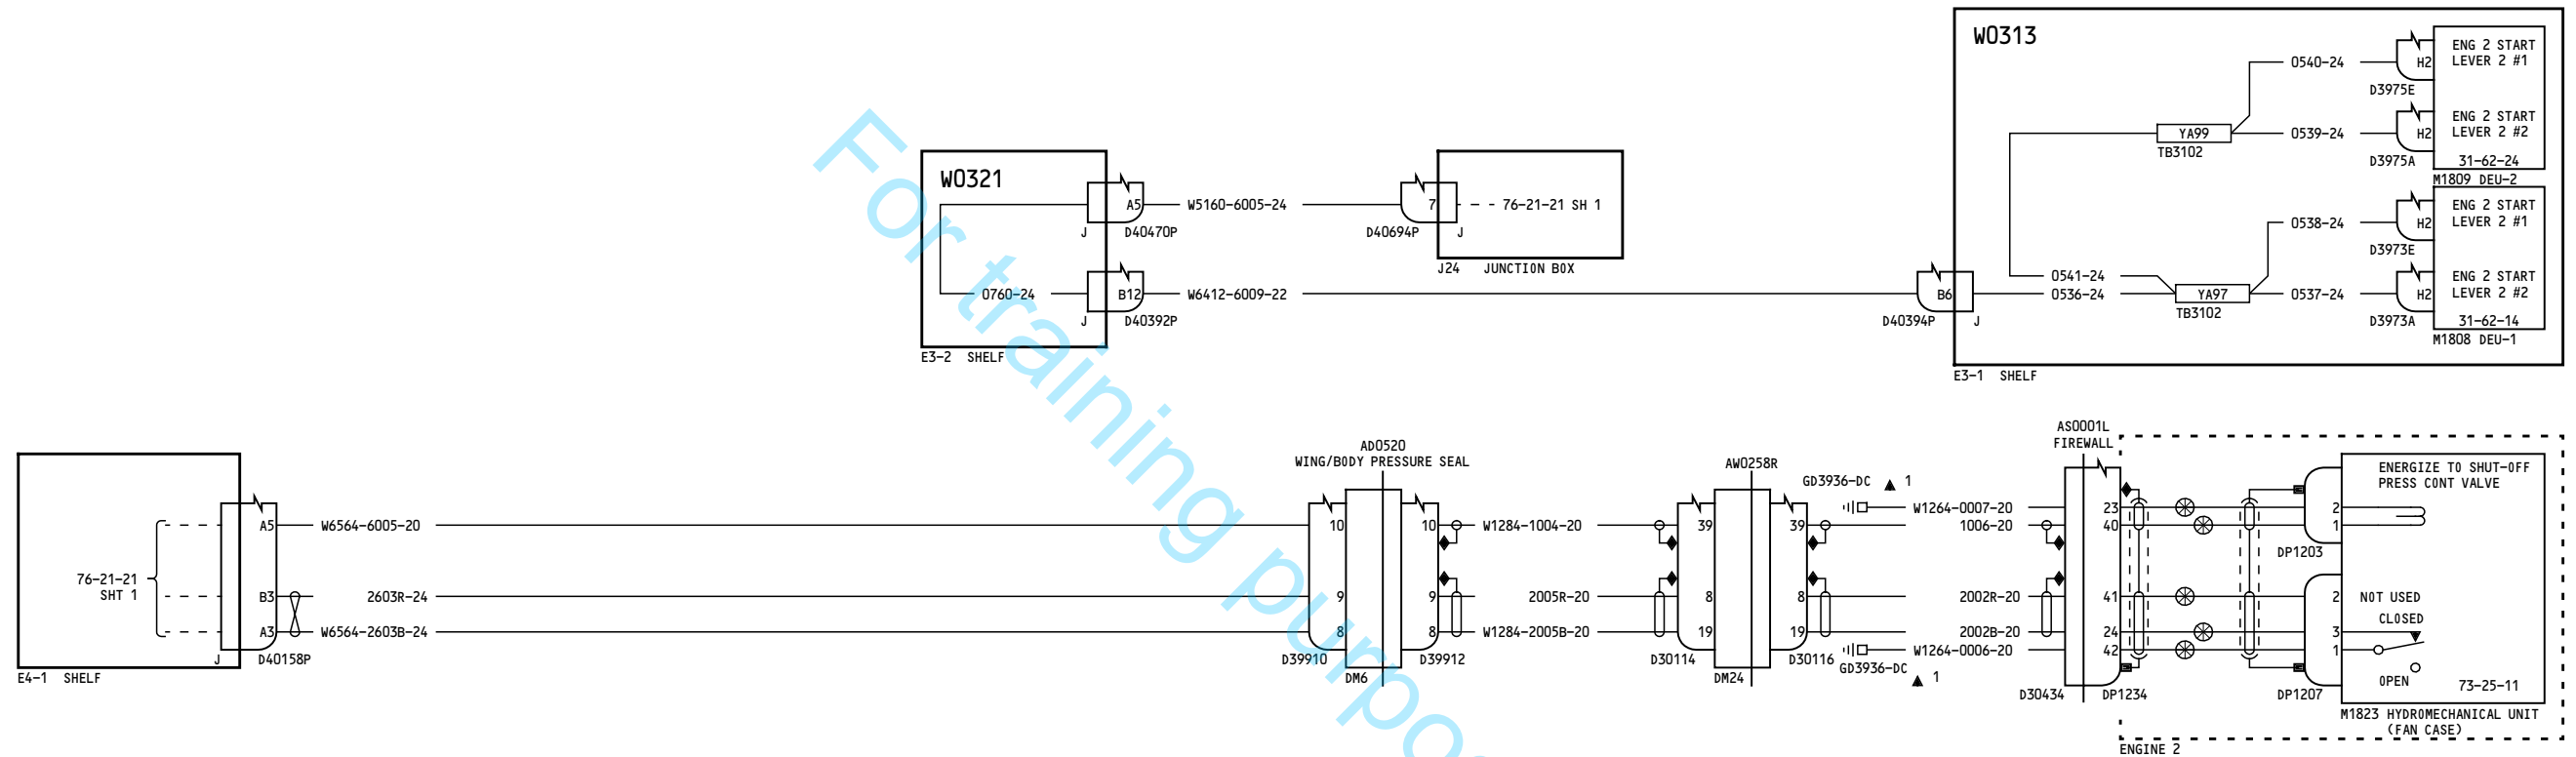 W0313
0540-24
H2
ENG 2 START
LEVER 2 #1
D3975E
YA99
TB3102
0539-24
H2
ENG 2 START
LEVER 2 #2
D3975A
31-62-24
M1809 DEU-2
0538-24
H2
ENG 2 START
LEVER 2 #1
D3973E
0541-24
0536-24
YA97
TB3102
0537-24
H2
ENG 2 START
LEVER 2 #2
D3973A
31-62-14
M1808 DEU-1
B6
D40394P
J
E3-1 SHELF
W0321
A5
W5160-6005-24
7
76-21-21 SH 1
J
D40470P
D40694P
J
J24 JUNCTION BOX
0760-24
B12
W6412-6009-22
J
D40392P
E3-2 SHELF
For training purpo
76-21-21
SHT 1
A5
W6564-6005-20
B3
2603R-24
A3
W6564-2603B-24
J
D40158P
E4-1 SHELF
AD0520
WING/BODY PRESSURE SEAL
10
10
9
9
8
8
D39910
D39912
DM6
W1284-1004-20
2005R-20
W1284-2005B-20
AW0258R
39
39
8
8
19
19
D30114
D30116
DM24
GD3936-DC 1
W1264-0007-20
1006-20
2002R-20
2002B-20
W1264-0006-20
GD3936-DC
1
AS0001L
FIREWALL
23
40
41
24
42
D30434
DP1234
2
1
DP1203
ENERGIZE TO SHUT-OFF
PRESS CONT VALVE
2
NOT USED
CLOSED
3
1
OPEN
73-25-11
DP1207
M1823 HYDROMECHANICAL UNIT
(FAN CASE)
ENGINE 2